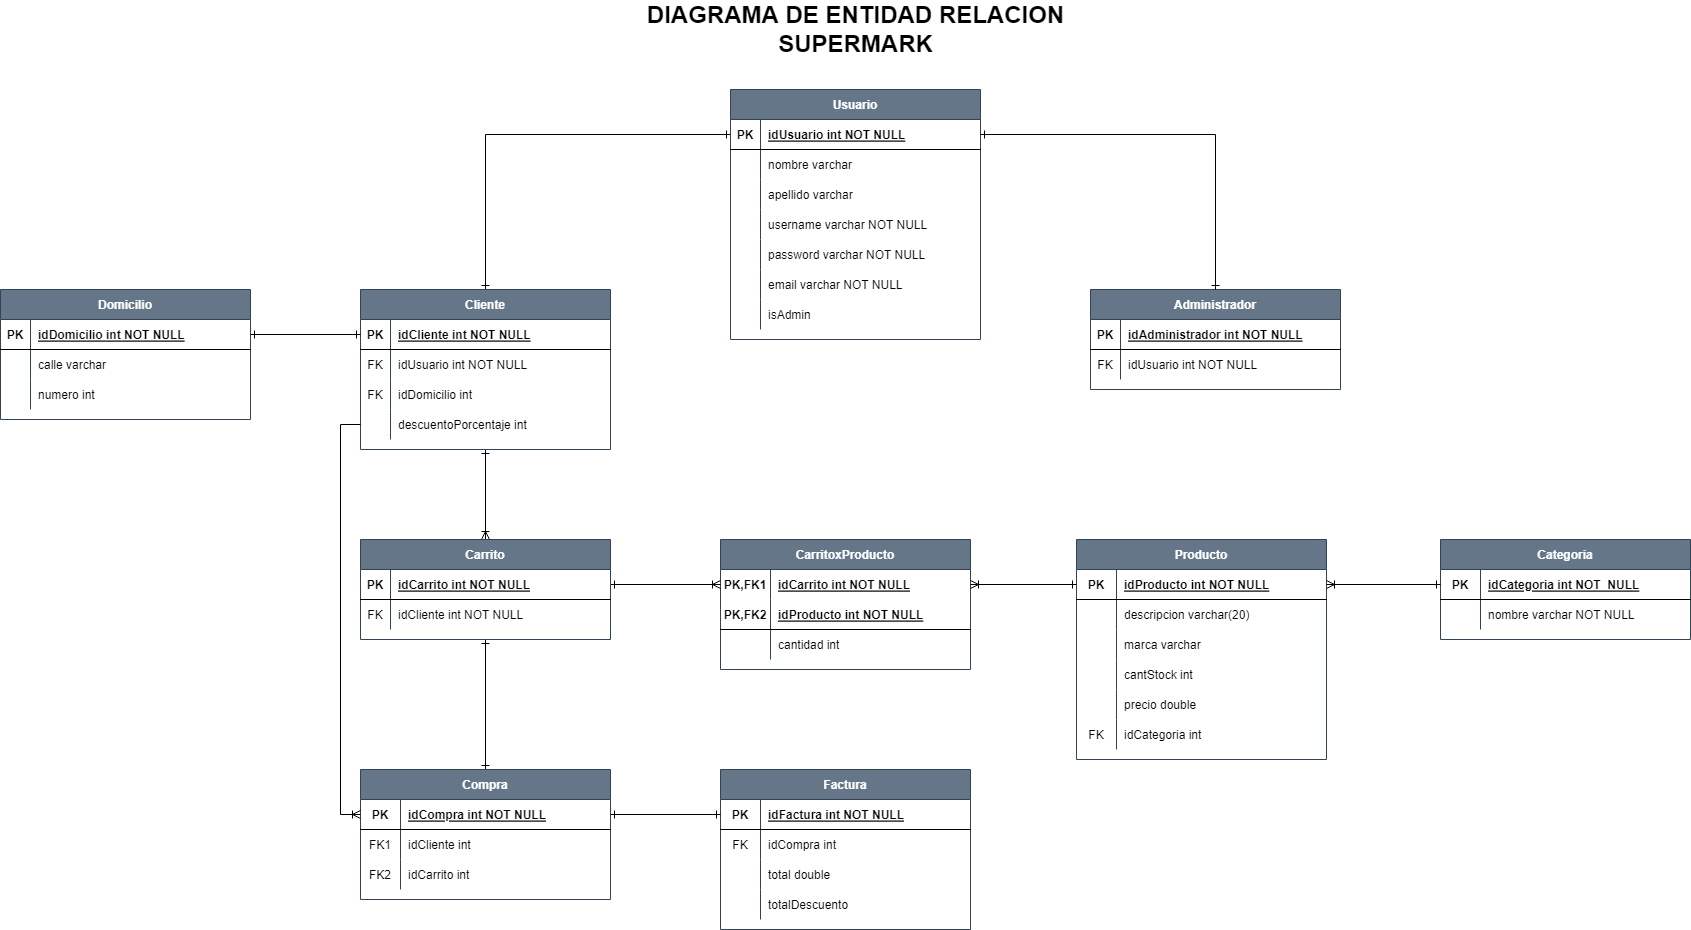 DIAGRAMA DE ENTIDAD RELACION
SUPERMARK
Usuario
PK idUsuario int NOT NULL
nombre varchar
apellido varchar
username varchar NOT NULL
password varchar NOT NULL
email varchar NOT NULL
isAdmin
Domicilio
PK idDomicilio int NOT NULL
calle varchar
numero int
Cliente
PK idCliente int NOT NULL
FK idUsuario int NOT NULL
FK idDomicilio int
descuentoPorcentaje int
Administrador
PK idAdministrador int NOT NULL
FK idUsuario int NOT NULL
Carrito
PK idCarrito int NOT NULL
FK idCliente int NOT NULL
CarritoxProducto
PK,FK1 idCarrito int NOT NULL
PK,FK2 idProducto int NOT NULL
cantidad int
Producto
PK idProducto int NOT NULL
descripcion varchar(20)
marca varchar
cantStock int
precio double
FK idCategoria int
Categoria
PK idCategoria int NOT NULL
nombre varchar NOT NULL
Compra
PK idCompra int NOT NULL
FK1 idCliente int
FK2 idCarrito int
Factura
PK idFactura int NOT NULL
FK idCompra int
total double
totalDescuento